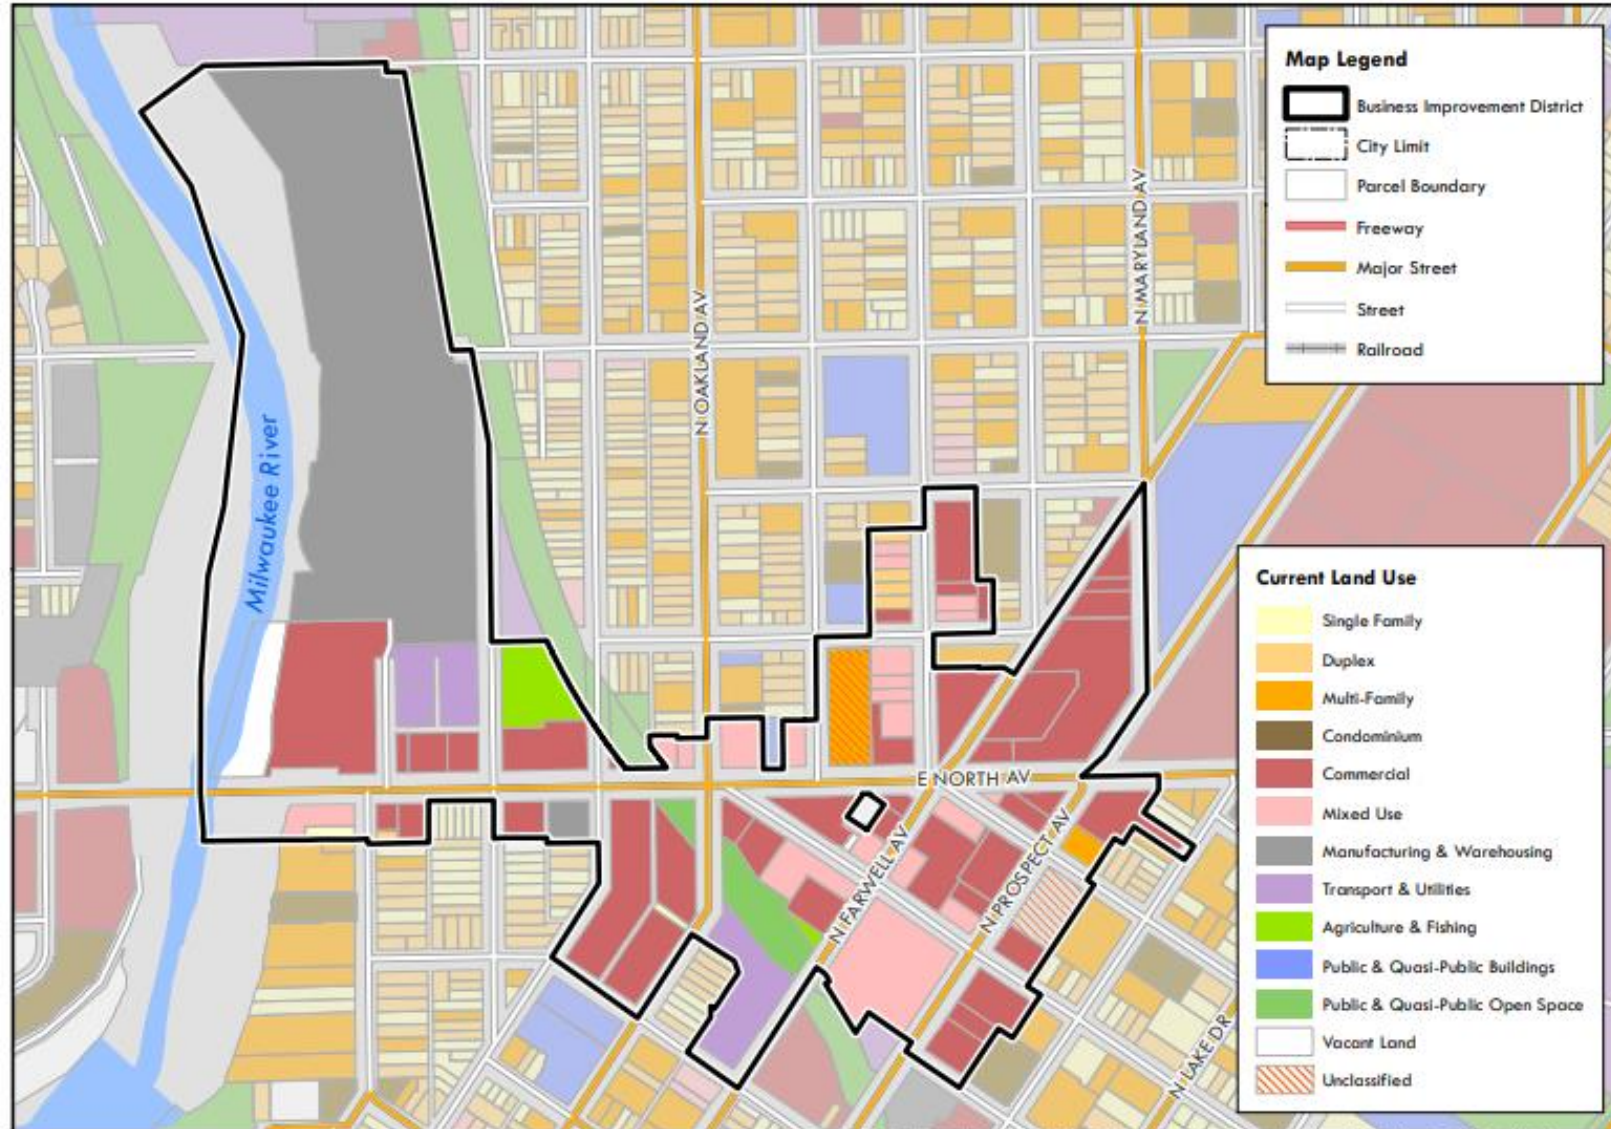 Map Legend
Business Improvement District
City Limit
Parcel Boundary
Freeway
Major Street
Street
Railroad
N MARYLAND AV
N OAKLAND AV
Milwaukee River
E NORTH AV
N FARWELL AV
N PROSPECT AV
N LAKE DR
Current Land Use
Single Family
Duplex
Multi-Family
Condominium
Commercial
Mixed Use
Manufacturing & Warehousing
Transport & Utilities
Agriculture & Fishing
Public & Quasi-Public Buildings
Public & Quasi-Public Open Space
Vacant Land
Unclassified